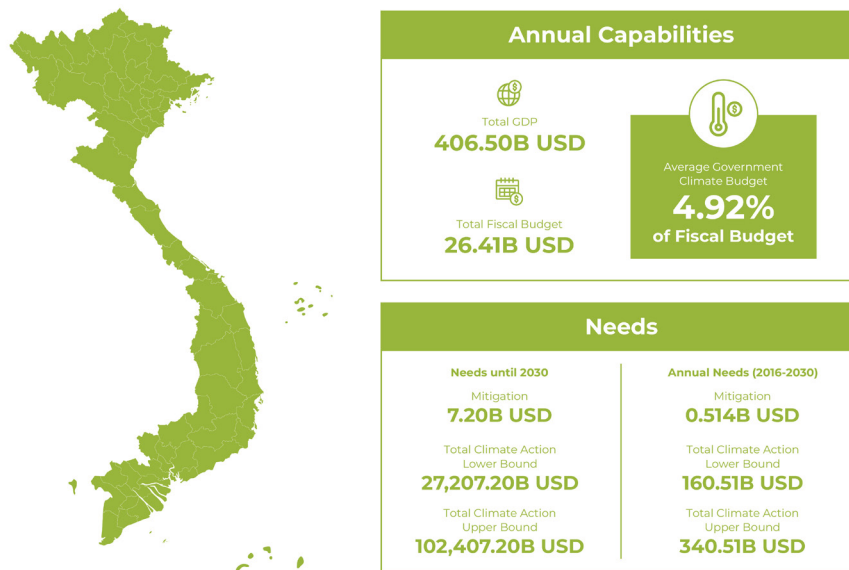 Annual Capabilities
Total GDP
406.50B USD
Total Fiscal Budget
26.41B USD
Average Government
Climate Budget
4.92%
of Fiscal Budget
Needs
Needs until 2030
Mitigation
7.20B USD
Total Climate Action
Lower Bound
27,207.20B USD
Total Climate Action
Upper Bound
102,407.20B USD
Annual Needs (2016-2030)
Mitigation
0.514B USD
Total Climate Action
Lower Bound
160.51B USD
Total Climate Action
Upper Bound
340.51B USD